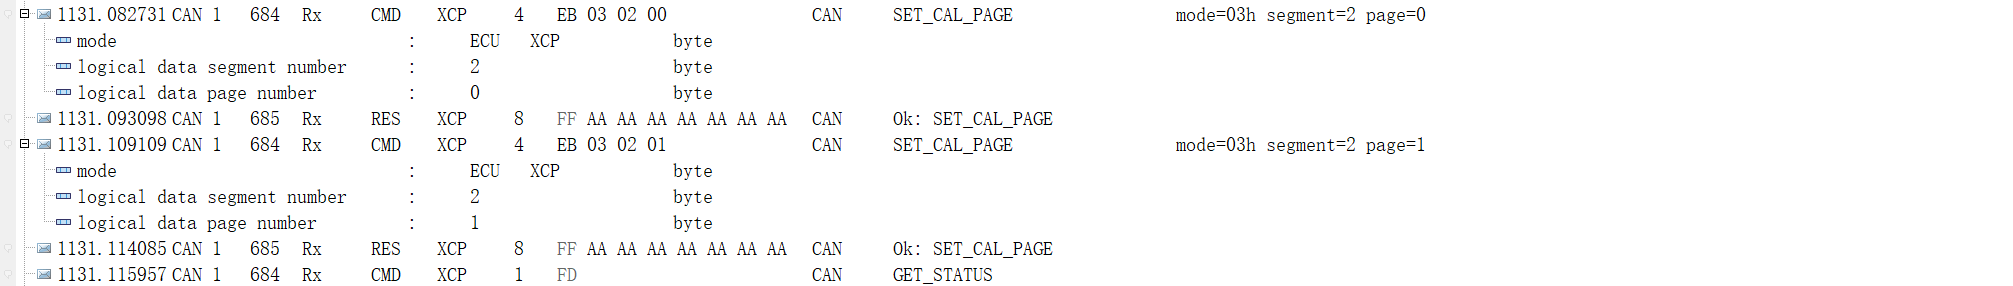 1131.082731 CAN 1 684 Rx CMD XCP 4 EB 03 02 00 CAN SET_CAL_PAGE mode=03h segment=2 page=0
mode : ECU XCP byte
logical data segment number : 2 byte
logical data page number : 0 byte
1131.093098 CAN 1 685 Rx RES XCP 8 FF AA AA AA AA AA AA AA CAN Ok: SET_CAL_PAGE
1131.109109 CAN 1 684 Rx CMD XCP 4 EB 03 02 01 CAN SET_CAL_PAGE mode=03h segment=2 page=1
mode : ECU XCP byte
logical data segment number : 2 byte
logical data page number : 1 byte
1131.114085 CAN 1 685 Rx RES XCP 8 FF AA AA AA AA AA AA AA CAN Ok: SET_CAL_PAGE
1131.115957 CAN 1 684 Rx CMD XCP 1 FD CAN GET_STATUS